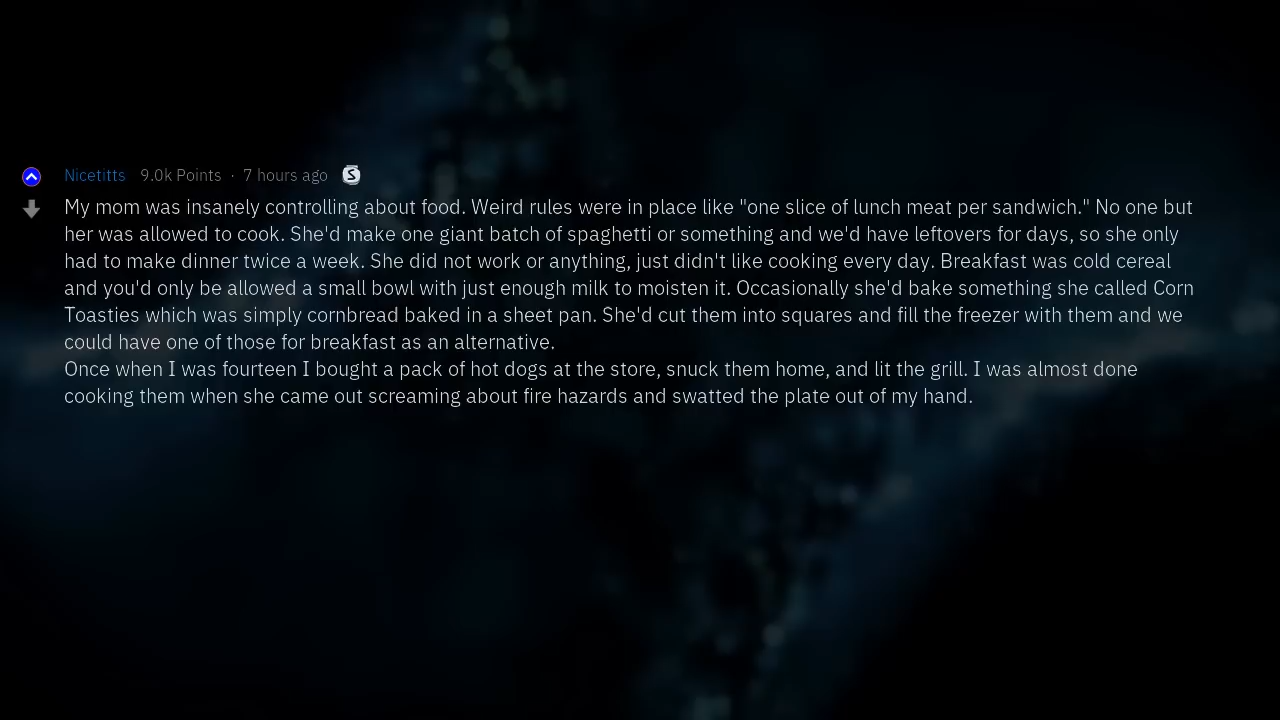 Nicetitts 9.0k Points · 7 hours ago S
My mom was insanely controlling about food. Weird rules were in place like "one slice of lunch meat per sandwich." No one but
her was allowed to cook. She'd make one giant batch of spaghetti or something and we'd have leftovers for days, so she only
had to make dinner twice a week. She did not work or anything, just didn't like cooking every day. Breakfast was cold cereal
and you'd only be allowed a small bowl with just enough milk to moisten it. Occasionally she'd bake something she called Corn
Toasties which was simply cornbread baked in a sheet pan. She'd cut them into squares and fill the freezer with them and we
could have one of those for breakfast as an alternative.
Once when I was fourteen I bought a pack of hot dogs at the store, snuck them home, and lit the grill. I was almost done
cooking them when she came out screaming about fire hazards and swatted the plate out of my hand.